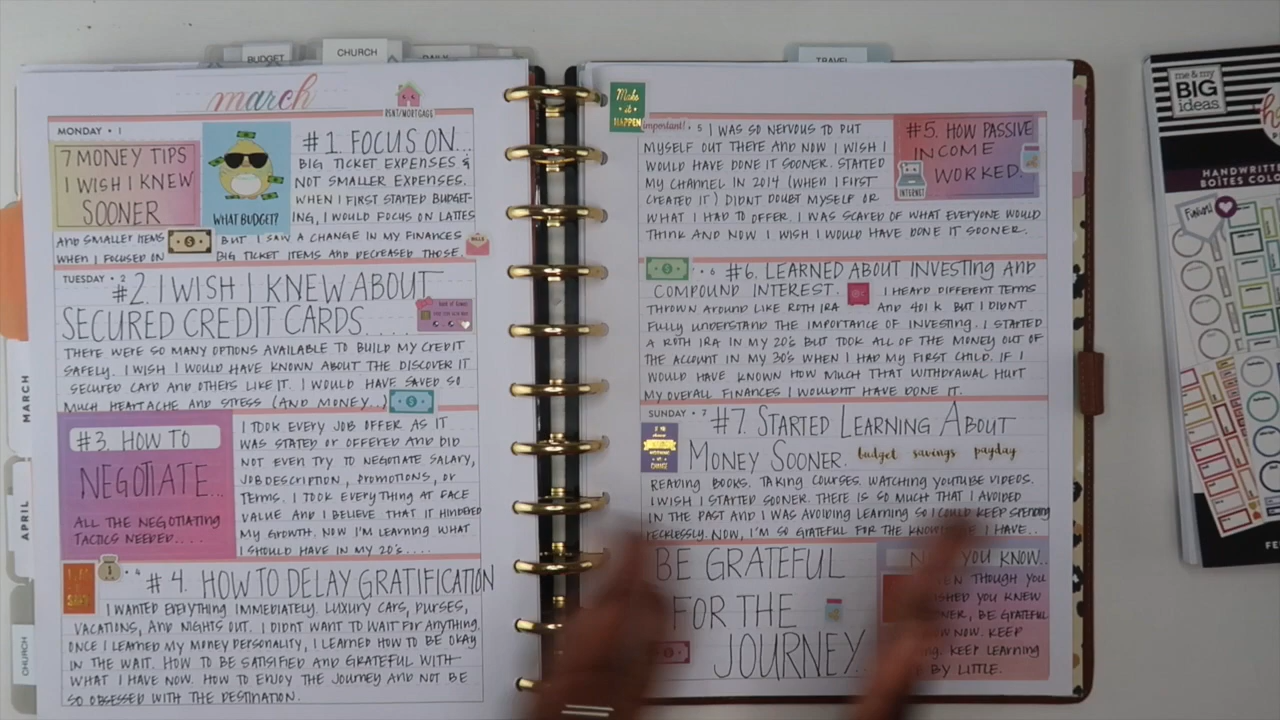 BUDGET
CHURCH
DAILY
TRAVEL
march
RENT/MORTGAGE
MONDAY • 1
7 MONEY TIPS
I WISH I KNEW
SOONER
WHAT BUDGET?
#1. FOCUS ON...
BIG TICKET EXPENSES &
NOT SMALLER EXPENSES.
WHEN I FIRST STARTED BUDGET-
ING, I WOULD FOCUS ON LATTES
AND SMALLER ITEMS BUT I SAW A CHANGE IN MY FINANCES
WHEN I FOCUSED ON BIG TICKET ITEMS AND DECREASED THOSE.
BILLS
TUESDAY • 2
#2. I WISH I KNEW ABOUT
SECURED CREDIT CARDS.....
THERE WERE SO MANY OPTIONS AVAILABLE TO BUILD MY CREDIT
SAFELY. I WISH I WOULD HAVE KNOWN ABOUT THE DISCOVER IT
SECURED CARD AND OTHERS LIKE IT. I WOULD HAVE SAVED SO
MUCH HEARTACHE AND STRESS (AND MONEY...)
#3. HOW TO
NEGOTIATE...
ALL THE NEGOTIATING
TACTICS NEEDED....
I TOOK EVERY JOB OFFER AS IT
WAS STATED OR OFFERED AND DID
NOT EVEN TRY TO NEGOTIATE SALARY,
JOB DESCRIPTION, PROMOTIONS, OR
TERMS. I TOOK EVERYTHING AT FACE
VALUE AND I BELIEVE THAT IT HINDERED
MY GROWTH. NOW I'M LEARNING WHAT
I SHOULD HAVE IN MY 20'S....
• 4
#4. HOW TO DELAY GRATIFICATION
I WANTED EVERYTHING IMMEDIATELY. LUXURY CARS, PURSES,
VACATIONS, AND NIGHTS OUT. I DIDNT WANT TO WAIT FOR ANYTHING.
ONCE I LEARNED MY MONEY PERSONALITY, I LEARNED HOW TO BE OKAY
IN THE WAIT. HOW TO BE SATISFIED AND GRATEFUL WITH
WHAT I HAVE NOW. HOW TO ENJOY THE JOURNEY AND NOT BE
SO OBSESSED WITH THE DESTINATION.
MARCH
APRIL
CHURCH
Make
it
HAPPEN
important!
• 5 I WAS SO NERVOUS TO PUT
MYSELF OUT THERE AND NOW I WISH I
WOULD HAVE DONE IT SOONER. STARTED
MY CHANNEL IN 2014 (WHEN I FIRST
CREATED IT) DIDNT DOUBT MYSELF OR
WHAT I HAD TO OFFER. I WAS SCARED OF WHAT EVERYONE WOULD
THINK AND NOW I WISH I WOULD HAVE DONE IT SOONER.
#5. HOW PASSIVE
INCOME
WORKED.
INTERNET
• 6 #6. LEARNED ABOUT INVESTING AND
COMPOUND INTEREST. I HEARD DIFFERENT TERMS
THROWN AROUND LIKE ROTH IRA AND 401K. BUT I DIDNT
FULLY UNDERSTAND THE IMPORTANCE OF INVESTING. I STARTED
A ROTH IRA IN MY 20'S BUT TOOK ALL OF THE MONEY OUT OF
THE ACCOUNT IN MY 30'S WHEN I HAD MY FIRST CHILD. IF I
WOULD HAVE KNOWN HOW MUCH THAT WITHDRAWAL HURT
MY OVERALL FINANCES I WOULDNT HAVE DONE IT.
SUNDAY • 7
#7. STARTED LEARNING ABOUT
MONEY SOONER.
budget savings payday
READING BOOKS. TAKING COURSES. WATCHING YOUTUBE VIDEOS.
I WISH I STARTED SOONER. THERE IS SO MUCH THAT I AVOIDED
IN THE PAST AND I WAS AVOIDING LEARNING SO I COULD KEEP SPENDING
RECKLESSLY. NOW, I'M SO GRATEFUL FOR THE KNOWLEDGE I HAVE..
BE GRATEFUL
FOR THE
JOURNEY..
YOU KNOW..
THOUGH YOU
YOU KNEW
BE GRATEFUL
NOW. KEEP
KEEP LEARNING
BY LITTLE.
me & my
BIG
ideas
HANDWRITT
BOÎTES COLO